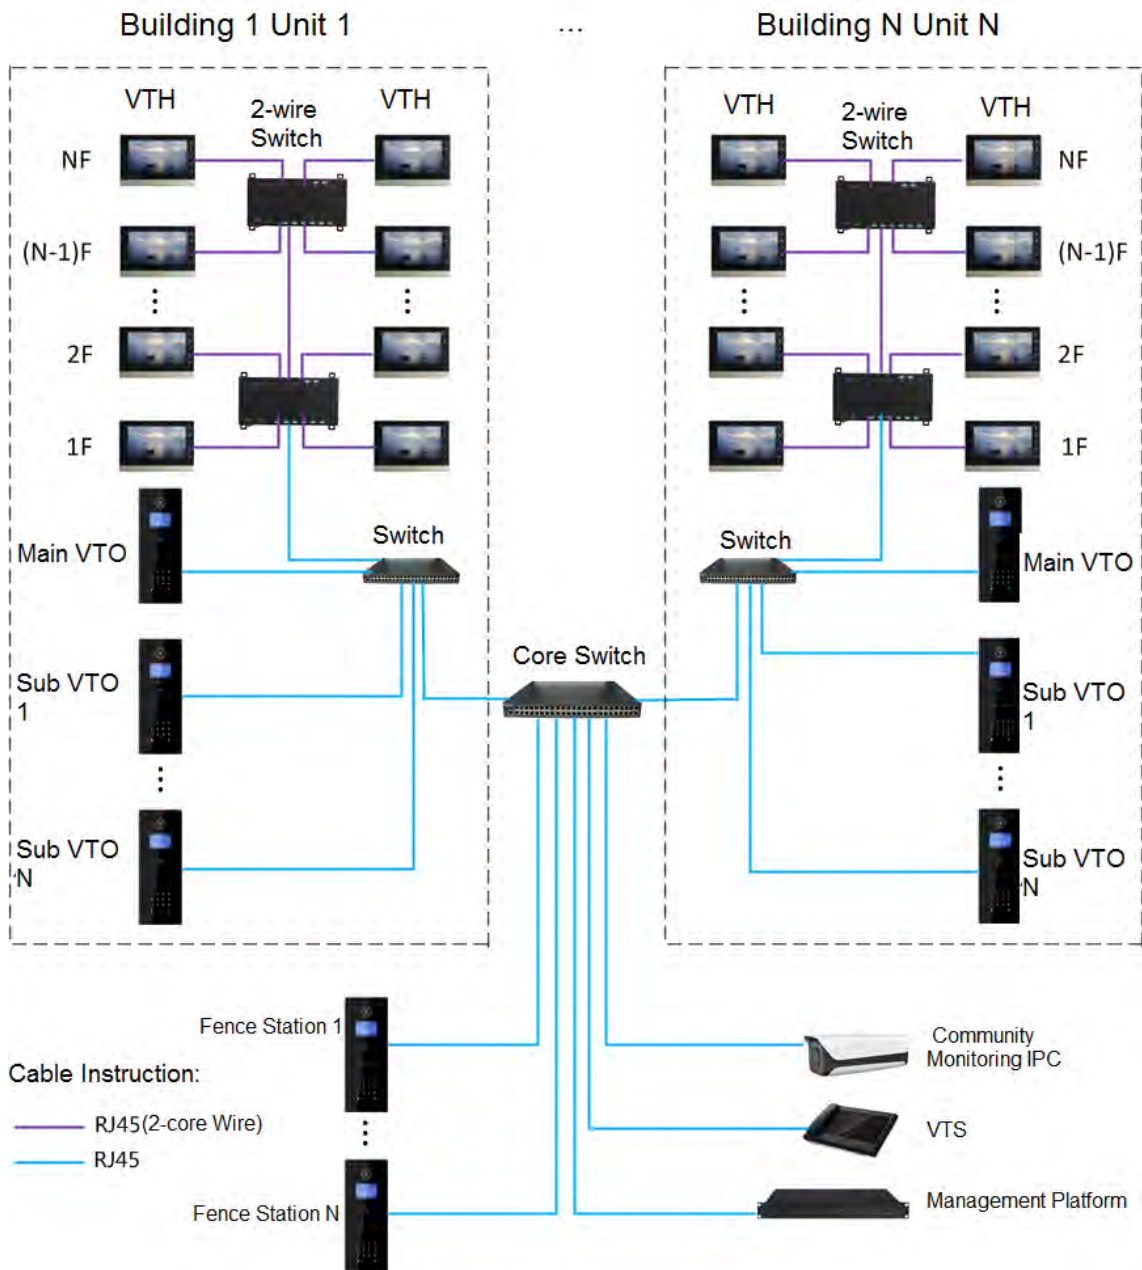 Building 1 Unit 1
...
Building N Unit N
VTH
2-wire
Switch
VTH
NF
(N-1)F
2F
1F
Main VTO
Switch
Sub VTO
1
Sub VTO
N
VTH
2-wire
Switch
VTH
NF
(N-1)F
2F
1F
Switch
Main VTO
Sub VTO
1
Sub VTO
N
Core Switch
Fence Station 1
Fence Station N
Community
Monitoring IPC
VTS
Management Platform
Cable Instruction:
RJ45(2-core Wire)
RJ45